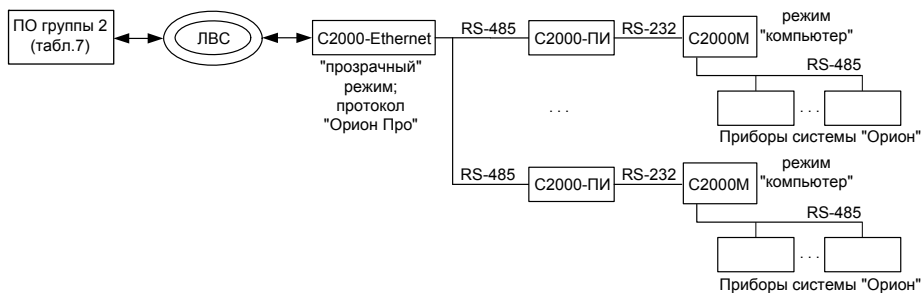 ПО группы 2
(табл.7)
ЛВС
С2000-Ethernet
"прозрачный"
режим;
протокол
"Орион Про"
RS-485
С2000-ПИ
RS-232
С2000М
режим
"компьютер"
RS-485
. . .
Приборы системы "Орион"
. . .
RS-485
С2000-ПИ
RS-232
С2000М
режим
"компьютер"
RS-485
. . .
Приборы системы "Орион"